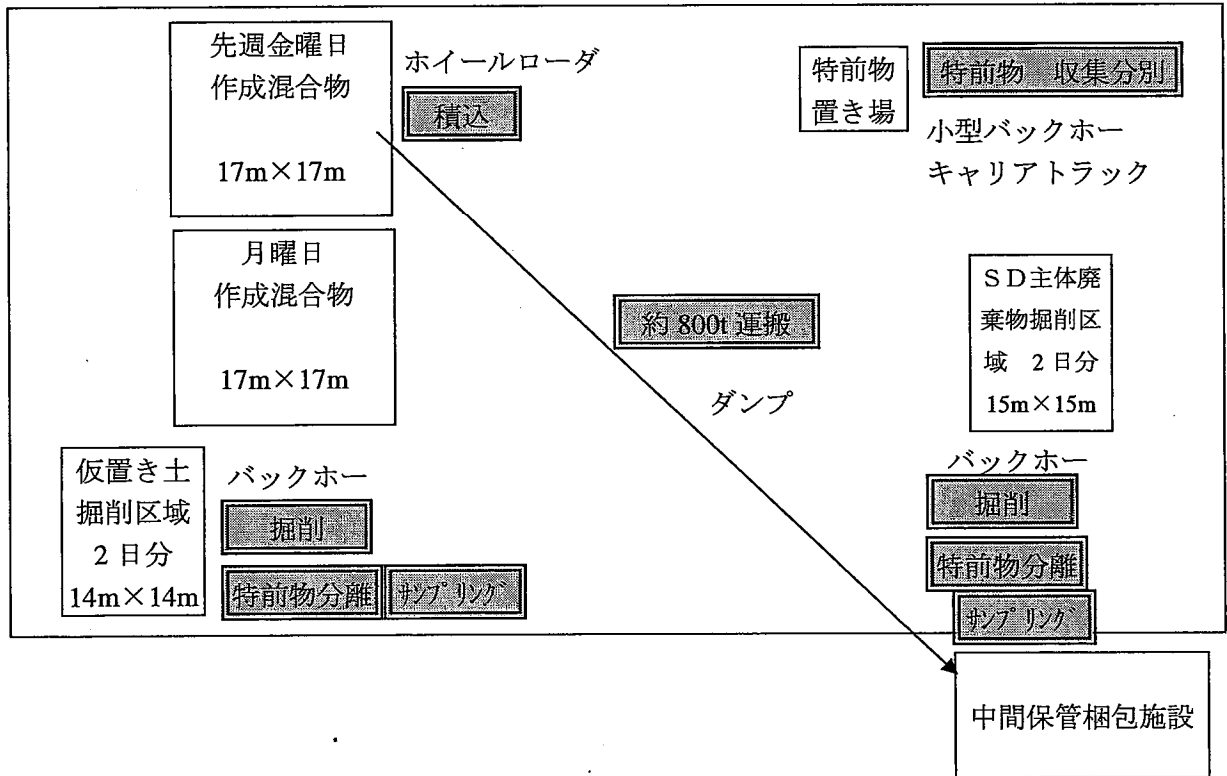 先週金曜日
作成混合物
17m×17m
ホイールローダ
積込
特前物
置き場
特前物 収集分別
小型バックホー
キャリアトラック
月曜日
作成混合物
17m×17m
約 800t 運搬
ダンプ
SD主体廃
棄物掘削区
域 2日分
15m×15m
仮置き土
掘削区域
2日分
14m×14m
バックホー
掘削
特前物分離
サンプリング
バックホー
掘削
特前物分離
サンプリング
中間保管梱包施設